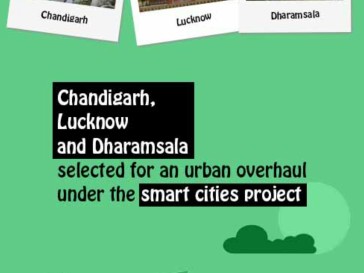 Chandigarh
Lucknow
Dharamsala
Chandigarh,
Lucknow
and Dharamsala
selected for an urban overhaul
under the smart cities project